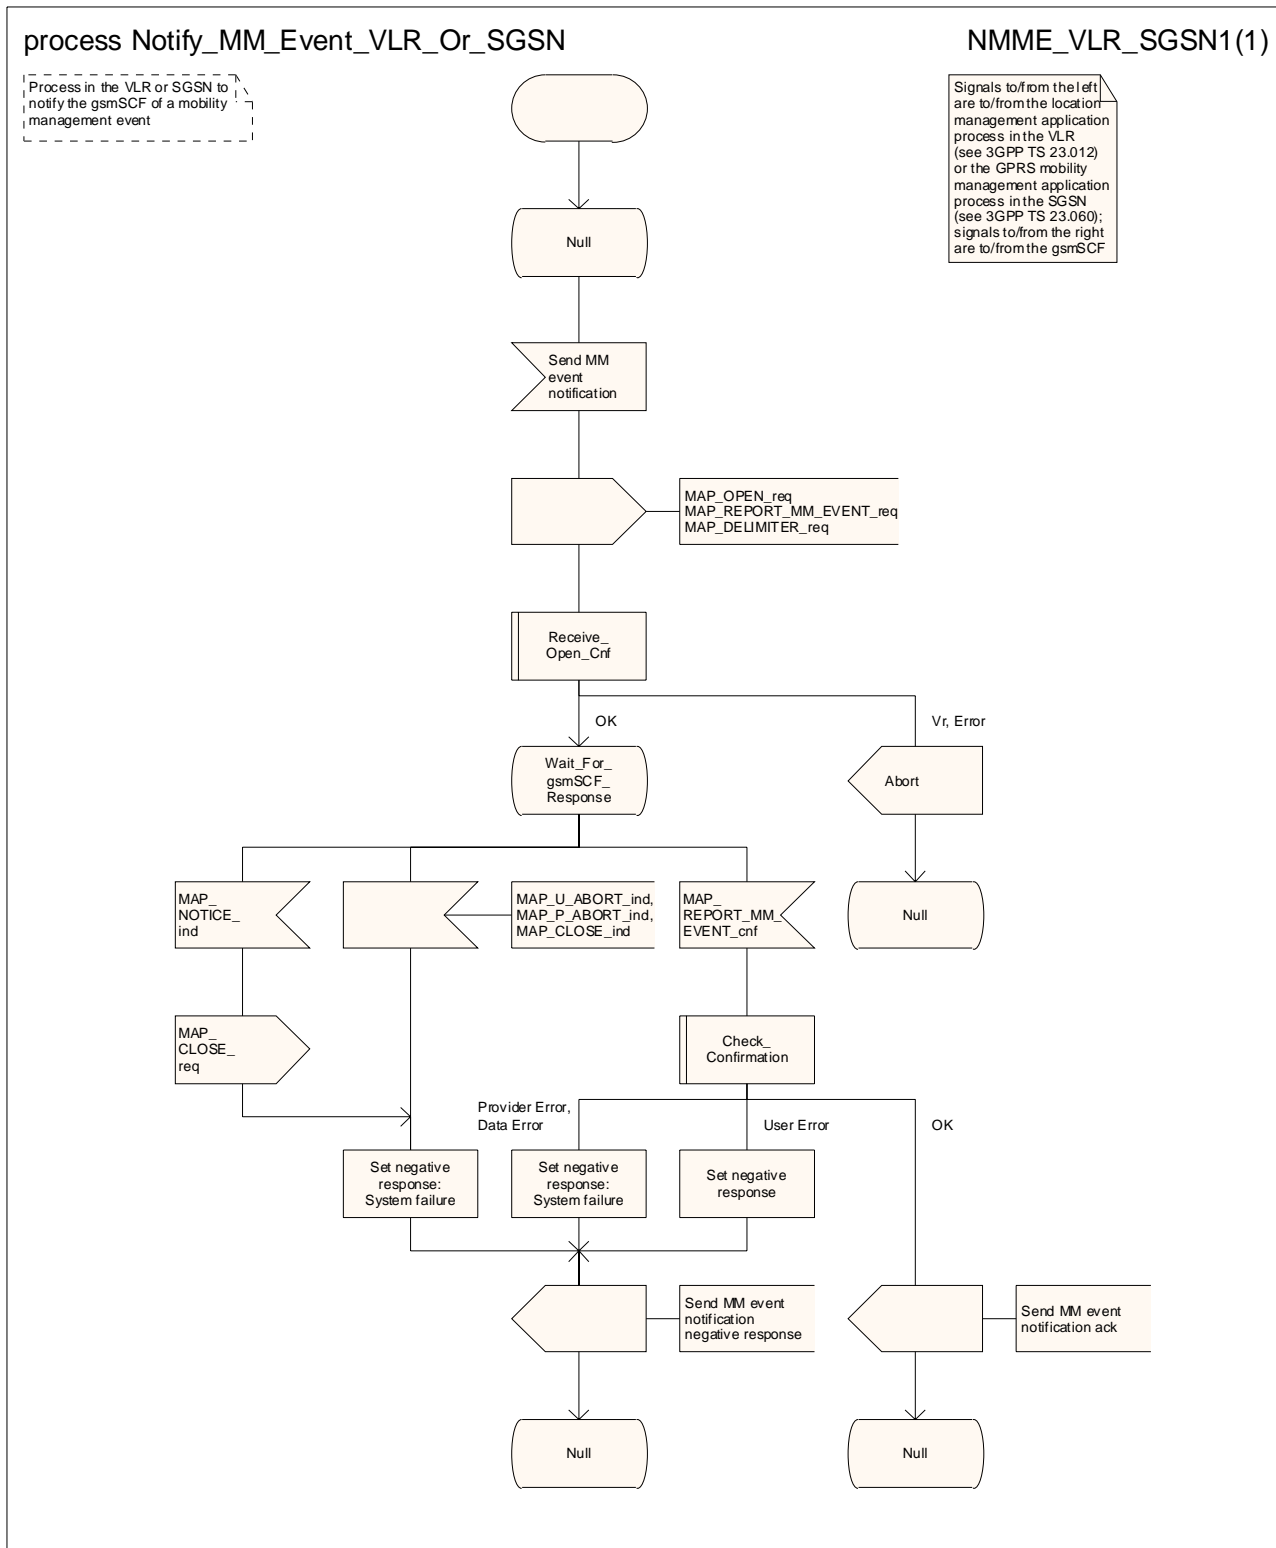 process Notify_MM_Event_VLR_Or_SGSN
NMME_VLR_SGSN1(1)
Process in the VLR or SGSN to
notify the gsmSCF of a mobility
management event
Signals to/from the left
are to/from the location
management application
process in the VLR
(see 3GPP TS 23.012)
or the GPRS mobility
management application
process in the SGSN
(see 3GPP TS 23.060);
signals to/from the right
are to/from the gsmSCF
Null
Send MM
event
notification
MAP_OPEN_req
MAP_REPORT_MM_EVENT_req
MAP_DELIMITER_req
Receive_
Open_Cnf
OK
Vr, Error
Wait_For_
gsmSCF_
Response
Abort
MAP_
NOTICE_
ind
MAP_U_ABORT_ind,
MAP_P_ABORT_ind,
MAP_CLOSE_ind
MAP_
REPORT_MM_
EVENT_cnf
Null
MAP_
CLOSE_
req
Check_
Confirmation
Provider Error,
Data Error
User Error
OK
Set negative
response:
System failure
Set negative
response:
System failure
Set negative
response
Send MM event
notification
negative response
Send MM event
notification ack
Null
Null